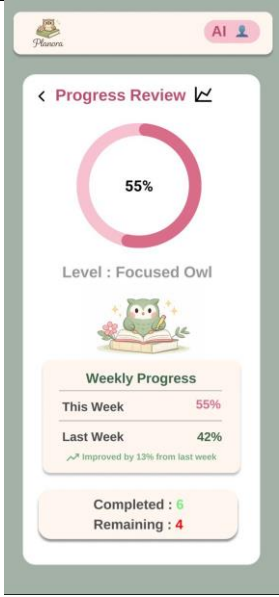 Planora
AI
< Progress Review
55%
Level : Focused Owl
Weekly Progress
This Week 55%
Last Week 42%
Improved by 13% from last week
Completed : 6
Remaining : 4